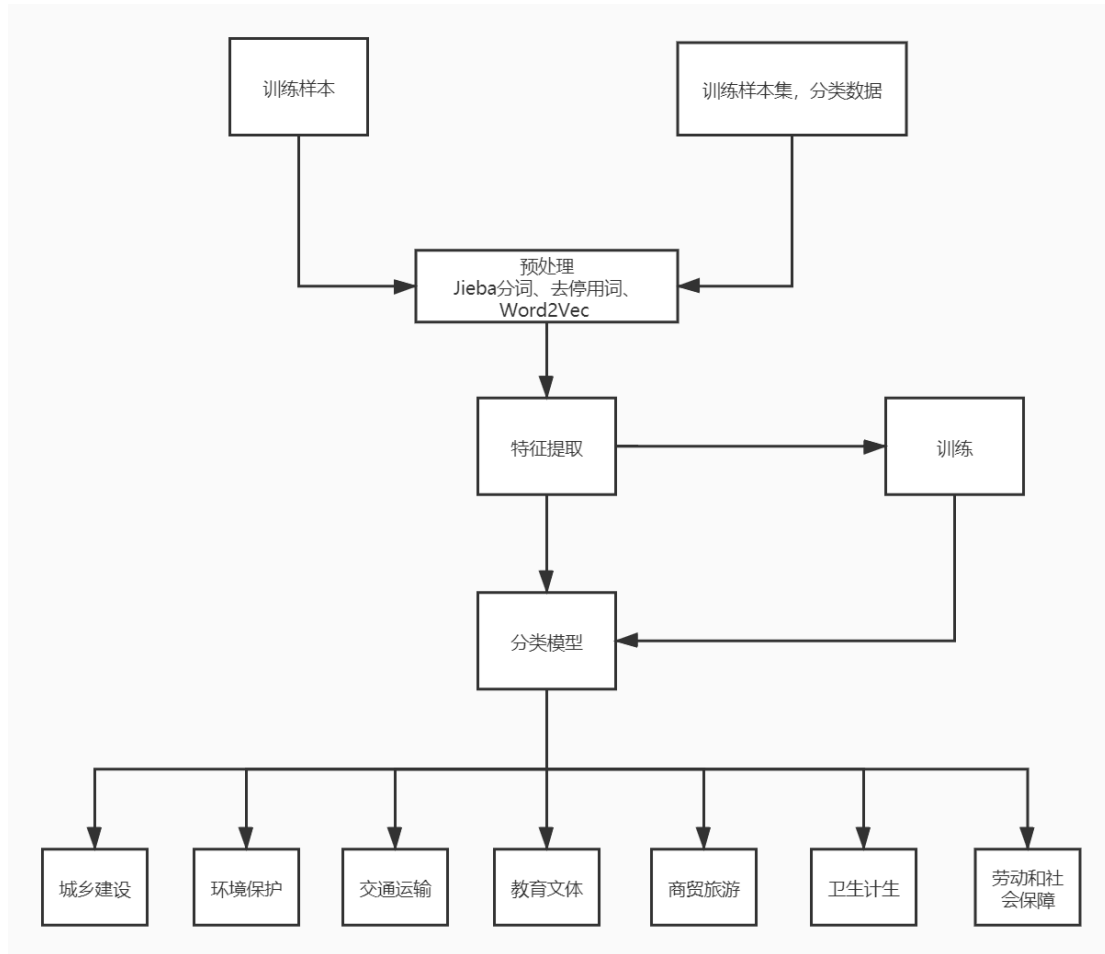 训练样本
训练样本集，分类数据
预处理
Jieba分词、去停用词、
Word2Vec
特征提取
训练
分类模型
城乡建设
环境保护
交通运输
教育文体
商贸旅游
卫生计生
劳动和社
会保障